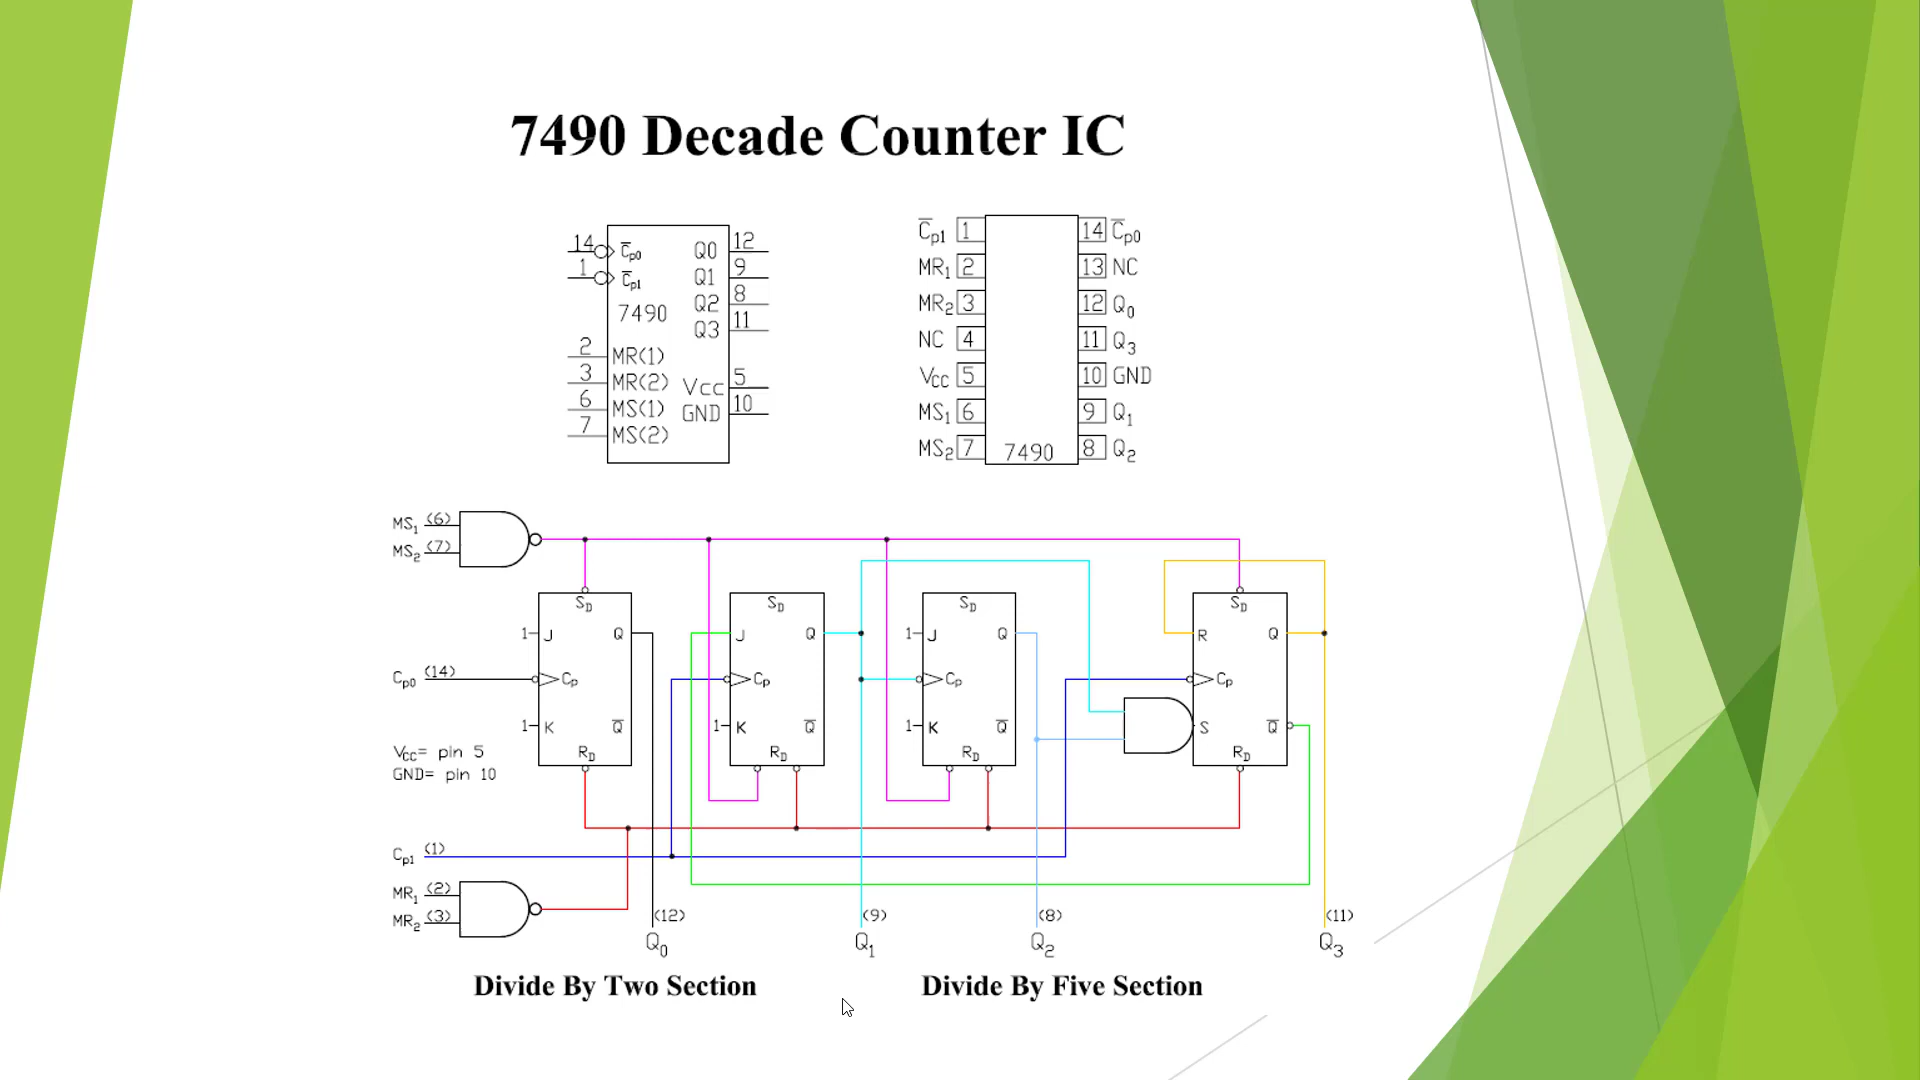 7490 Decade Counter IC
14 C̅p0 Q0 12
1 C̅p1 Q1 9
7490 Q2 8
Q3 11
2 MR(1)
3 MR(2) Vcc 5
6 MS(1) GND 10
7 MS(2)
C̅p1 1 14 C̅p0
MR1 2 13 NC
MR2 3 12 Q0
NC 4 11 Q3
VCC 5 10 GND
MS1 6 9 Q1
MS2 7 7490 8 Q2
MS1 (6)
MS2 (7)
SD SD SD SD
1 J Q J Q 1 J Q R Q
Cp0 (14) Cp Cp Cp Cp
1 K Q̅ 1 K Q̅ 1 K Q̅ S Q̅
RD RD RD RD
VCC= pin 5
GND= pin 10
Cp1 (1)
MR1 (2)
MR2 (3)
(12) (9) (8) (11)
Q0 Q1 Q2 Q3
Divide By Two Section Divide By Five Section